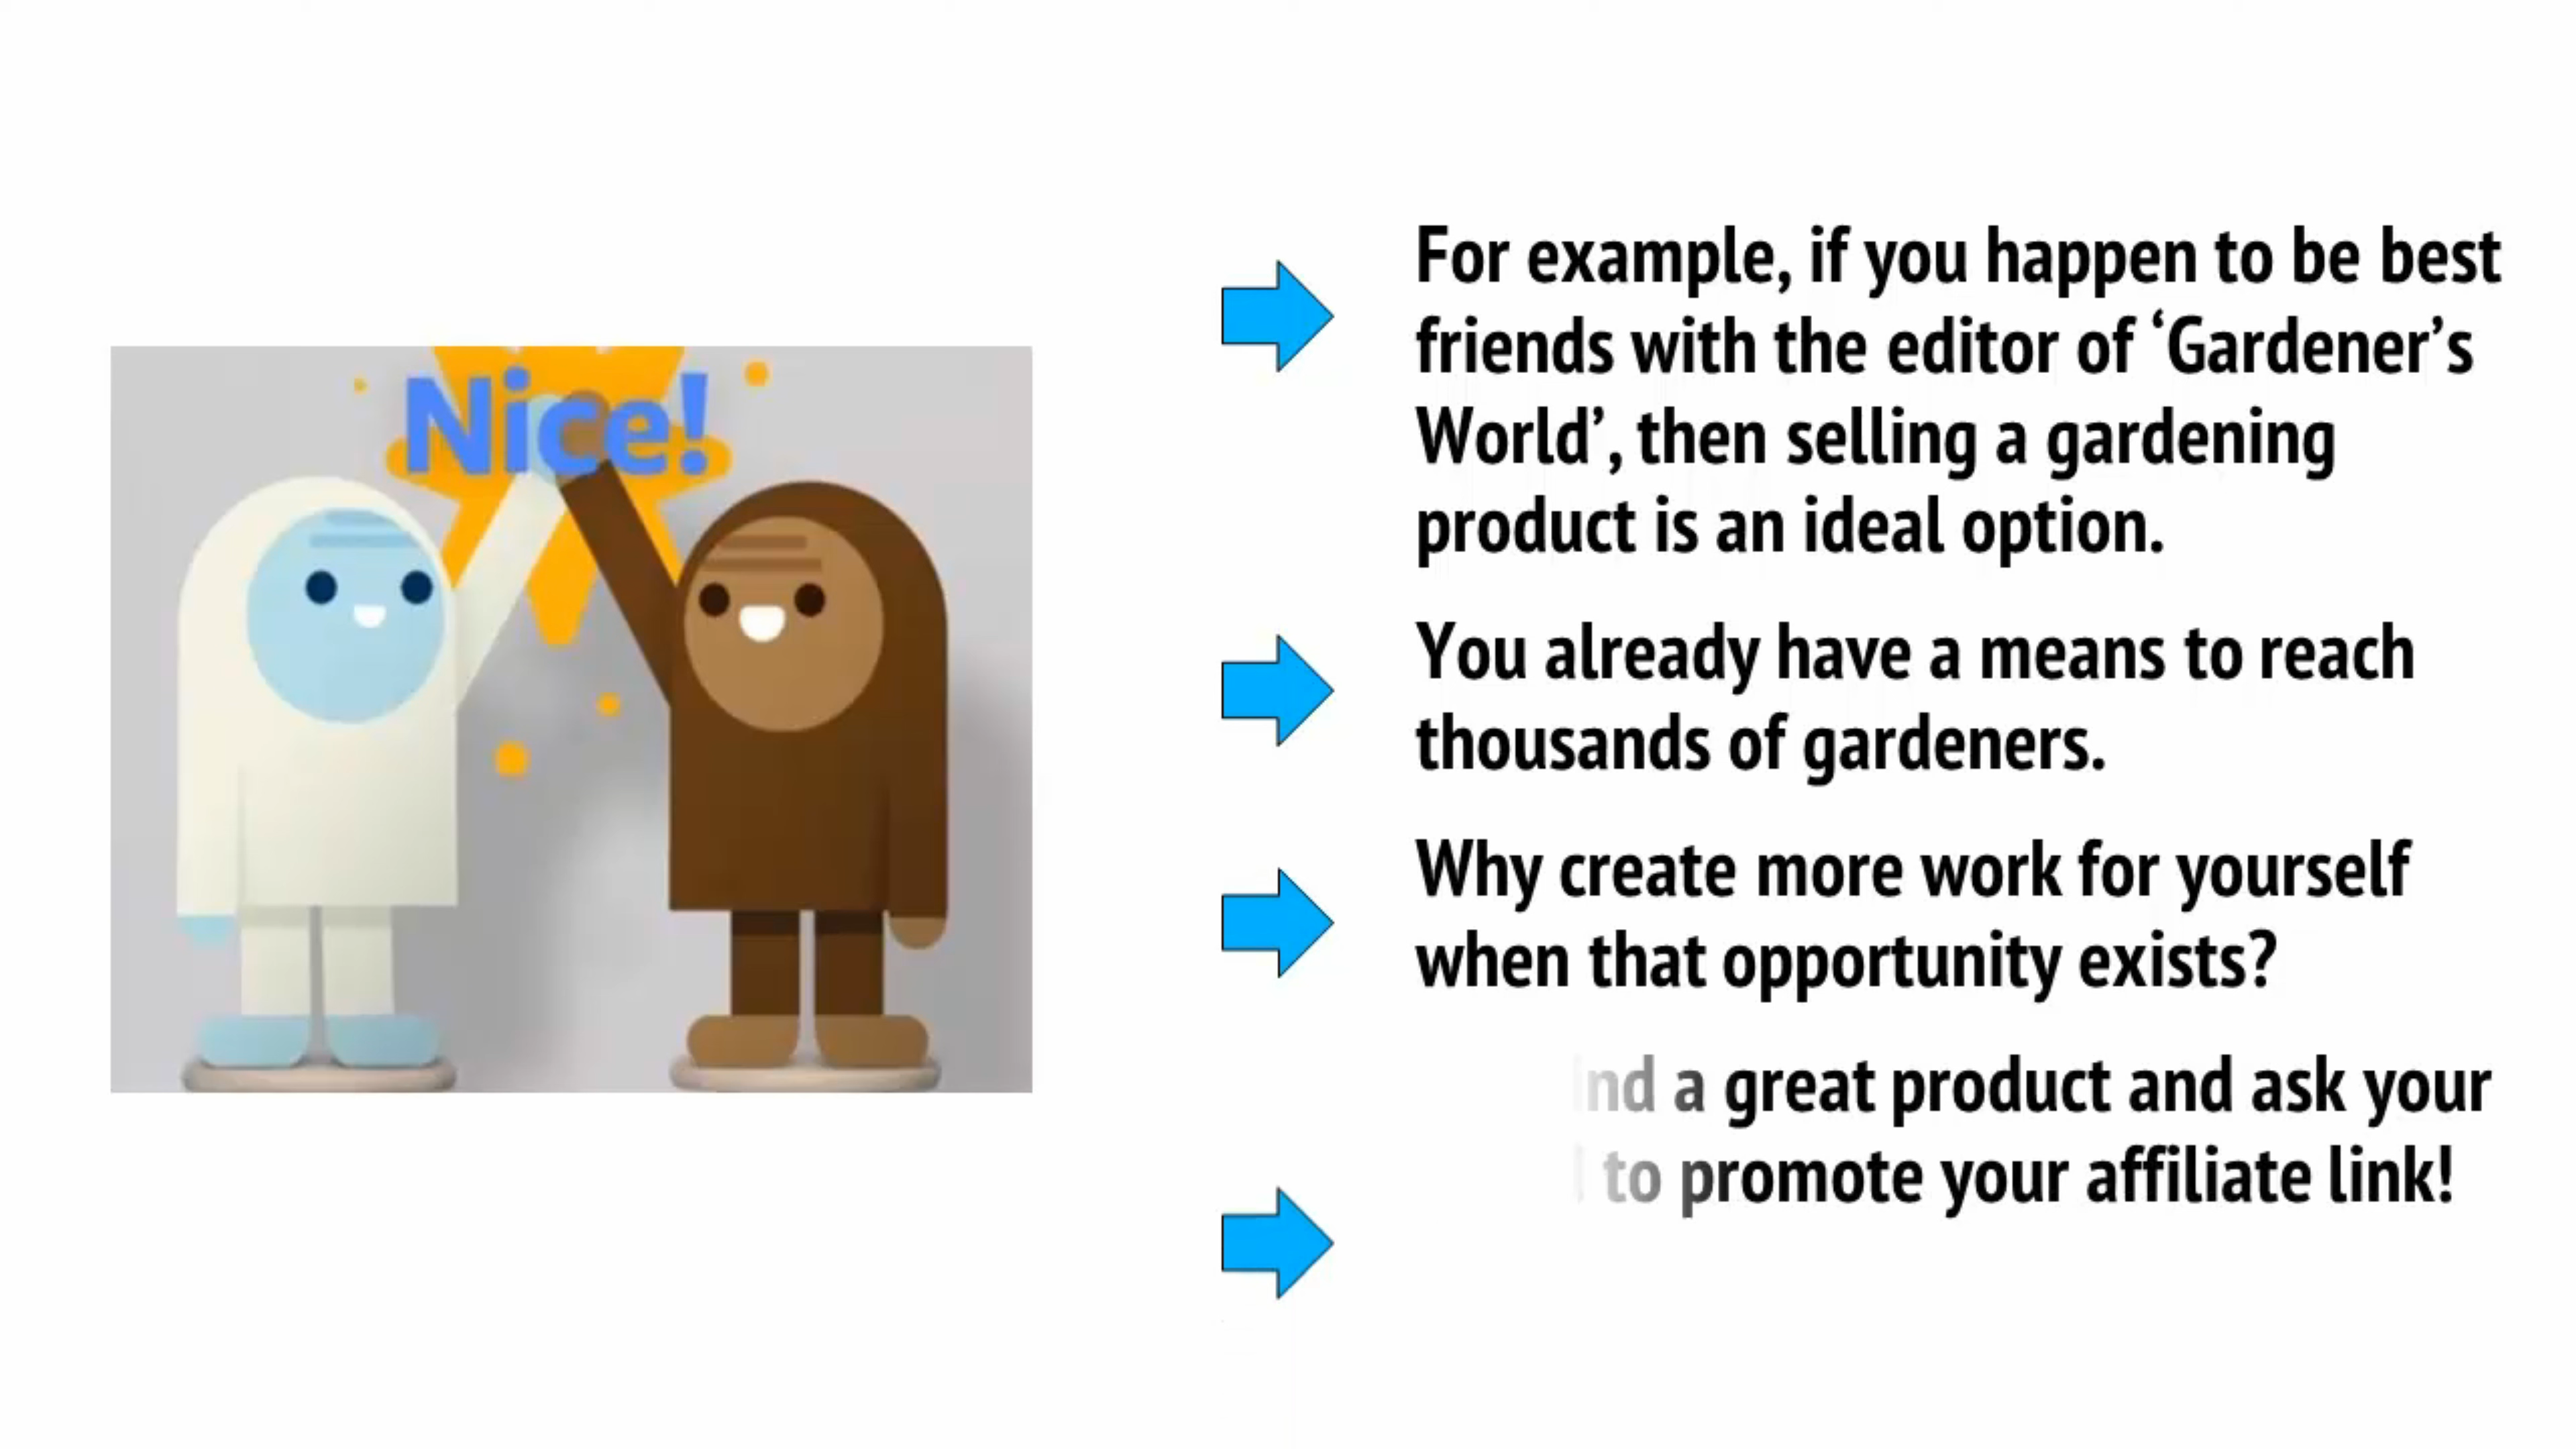 Nice!
For example, if you happen to be best
friends with the editor of ‘Gardener’s
World’, then selling a gardening
product is an ideal option.
You already have a means to reach
thousands of gardeners.
Why create more work for yourself
when that opportunity exists?
a great product and ask your
to promote your affiliate link!